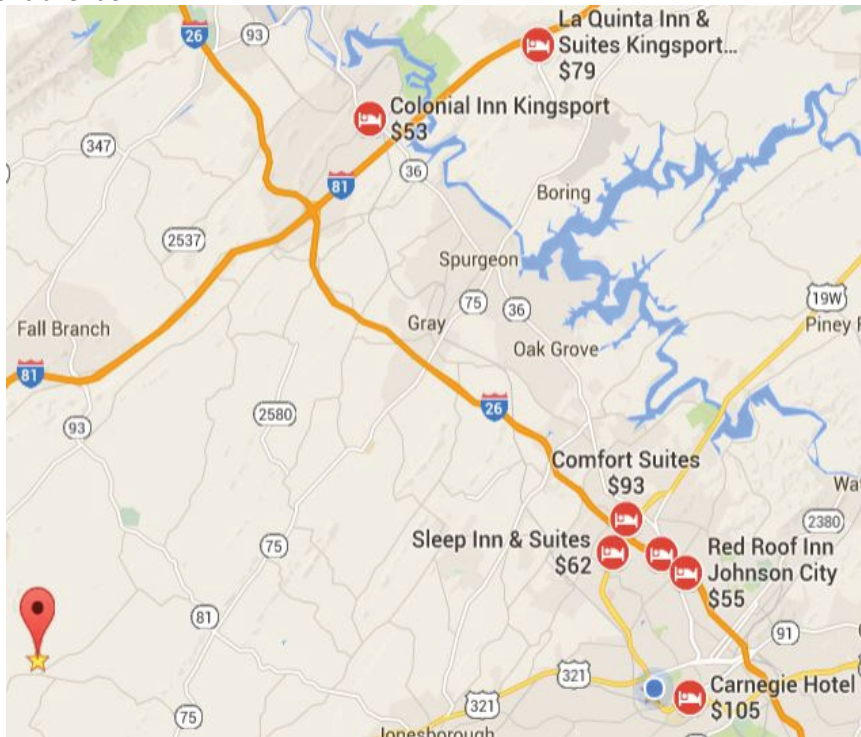 26
93
La Quinta Inn &
Suites Kingsport...
$79
Colonial Inn Kingsport
$53
347
81
36
Boring
2537
Spurgeon
19W
75
36
Fall Branch
Gray
Piney
Oak Grove
81
26
2580
93
Comfort Suites
$93
2380
75
Sleep Inn & Suites
$62
Red Roof Inn
Johnson City
$55
81
91
321
321
Carnegie Hotel
$105
75
Jonesborough